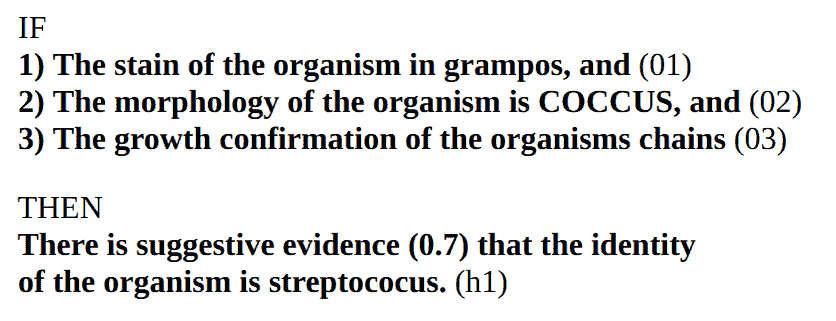 IF
1) The stain of the organism in grampos, and (01)
2) The morphology of the organism is COCCUS, and (02)
3) The growth confirmation of the organisms chains (03)
THEN
There is suggestive evidence (0.7) that the identity
of the organism is streptococus. (h1)